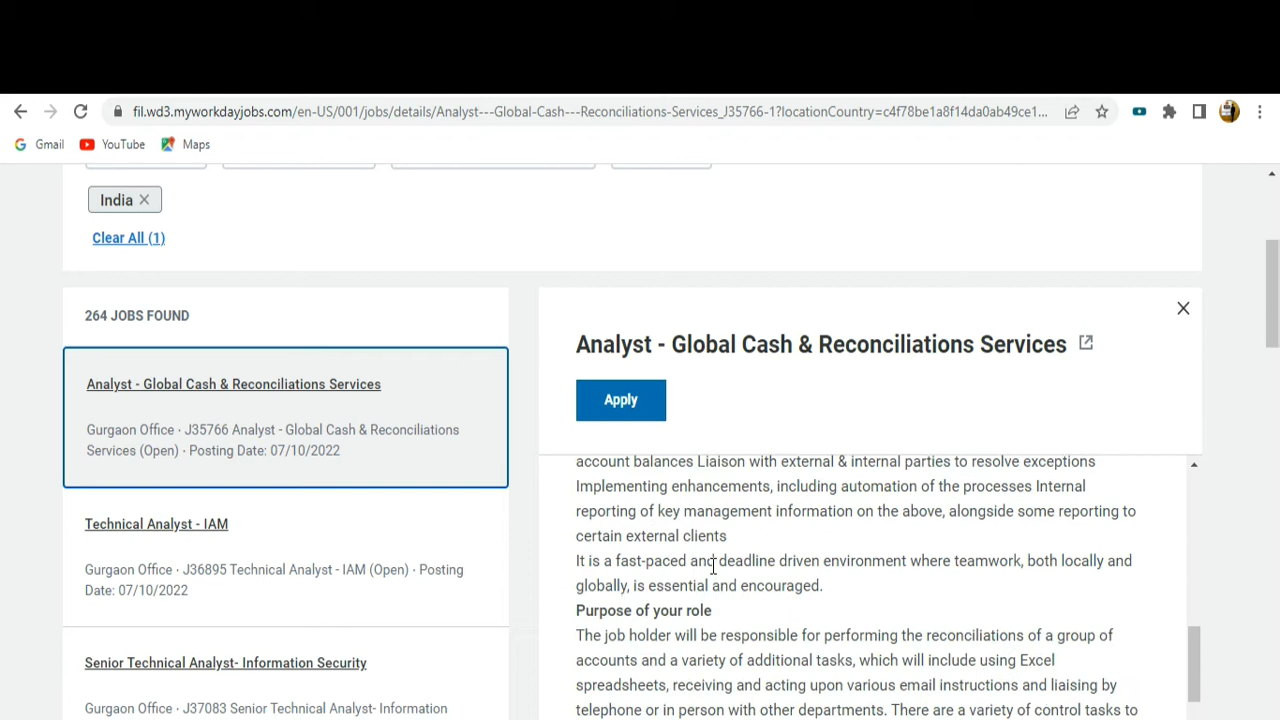 fil.wd3.myworkdayjobs.com/en-US/001/jobs/details/Analyst---Global-Cash---Reconciliations-Services_J35766-1?locationCountry=c4f78be1a8f14da0ab49ce1...
Gmail YouTube Maps
India
Clear All (1)
264 JOBS FOUND
Analyst - Global Cash & Reconciliations Services
Gurgaon Office · J35766 Analyst - Global Cash & Reconciliations
Services (Open) · Posting Date: 07/10/2022
Technical Analyst - IAM
Gurgaon Office · J36895 Technical Analyst - IAM (Open) · Posting
Date: 07/10/2022
Senior Technical Analyst- Information Security
Gurgaon Office · J37083 Senior Technical Analyst- Information
Analyst - Global Cash & Reconciliations Services
Apply
account balances Liaison with external & internal parties to resolve exceptions
Implementing enhancements, including automation of the processes Internal
reporting of key management information on the above, alongside some reporting to
certain external clients
It is a fast-paced and deadline driven environment where teamwork, both locally and
globally, is essential and encouraged.
Purpose of your role
The job holder will be responsible for performing the reconciliations of a group of
accounts and a variety of additional tasks, which will include using Excel
spreadsheets, receiving and acting upon various email instructions and liaising by
telephone or in person with other departments. There are a variety of control tasks to